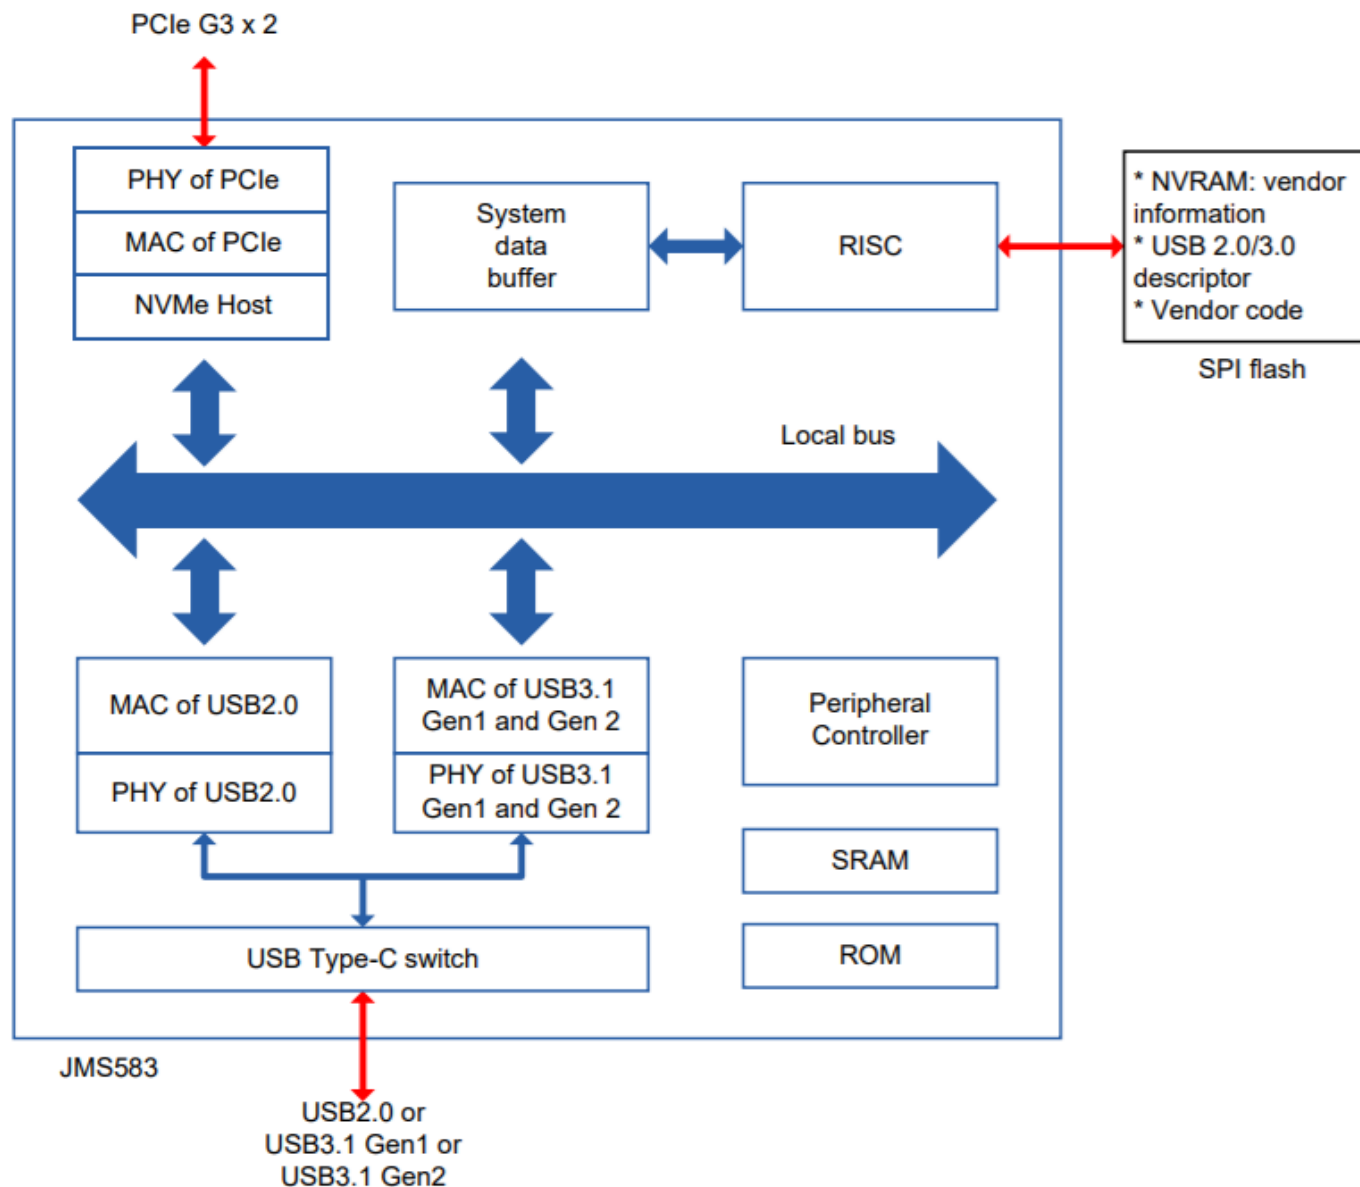 PCIe G3 x 2
PHY of PCIe
MAC of PCIe
NVMe Host
System
data
buffer
RISC
* NVRAM: vendor
information
* USB 2.0/3.0
descriptor
* Vendor code
SPI flash
Local bus
MAC of USB2.0
PHY of USB2.0
MAC of USB3.1
Gen1 and Gen 2
PHY of USB3.1
Gen1 and Gen 2
Peripheral
Controller
SRAM
ROM
USB Type-C switch
JMS583
USB2.0 or
USB3.1 Gen1 or
USB3.1 Gen2